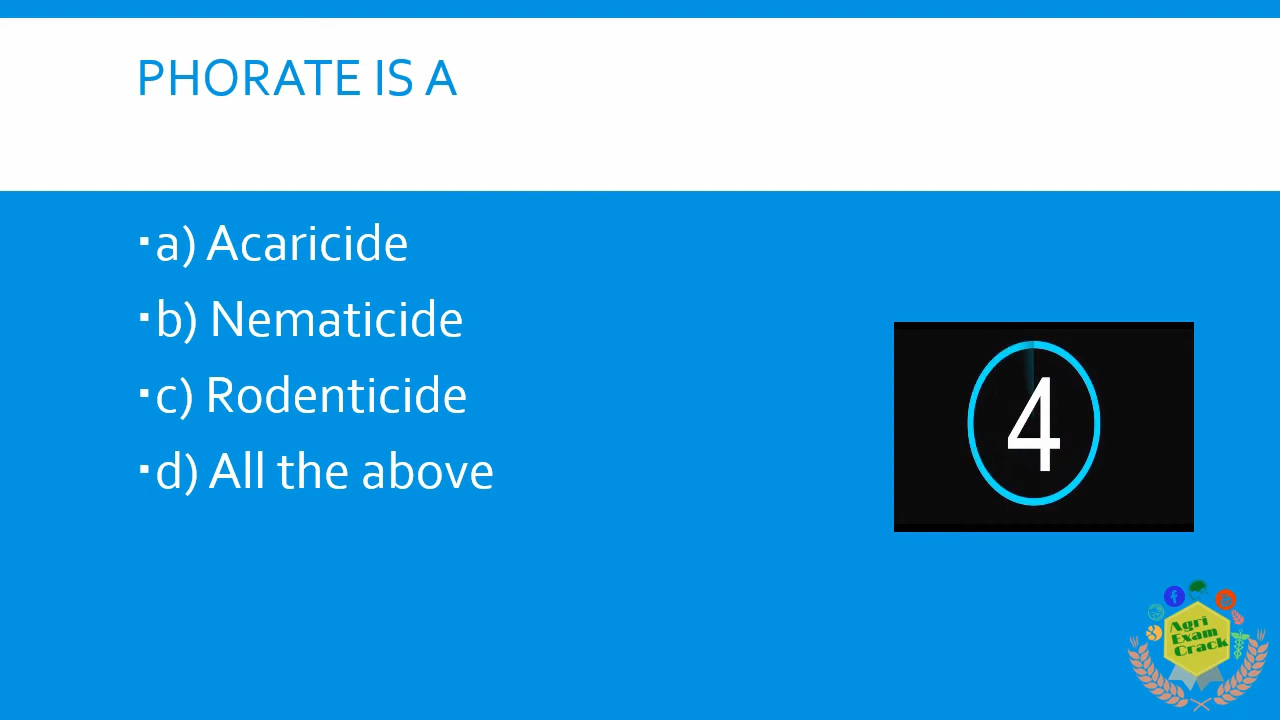 PHORATE IS A
▪a) Acaricide
▪b) Nematicide
▪c) Rodenticide
▪d) All the above
4
Agri
Exam
Crack